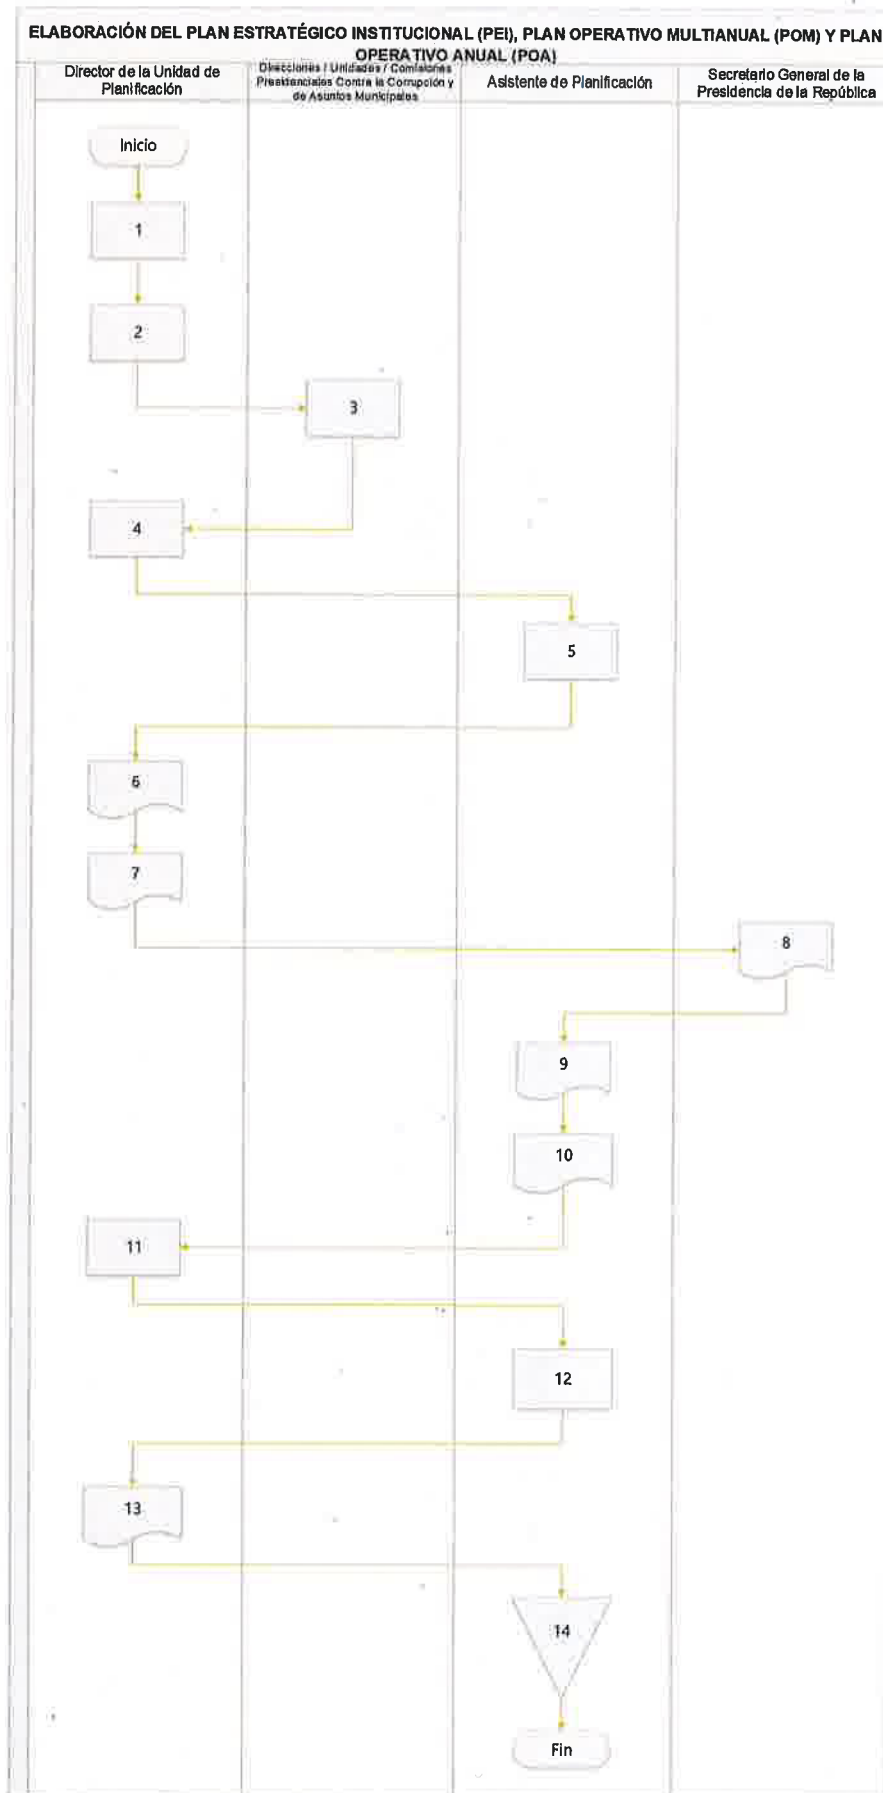 ELABORACIÓN DEL PLAN ESTRATÉGICO INSTITUCIONAL (PEI), PLAN OPERATIVO MULTIANUAL (POM) Y PLAN
OPERATIVO ANUAL (POA)
Director de la Unidad de
Planificación
Direcciones / Unidades / Comisiones
Presidenciales Contra la Corrupción y
de Asuntos Municipales
Asistente de Planificación
Secretario General de la
Presidencia de la República
Inicio
1
2
3
4
5
6
7
8
9
10
11
12
13
14
Fin